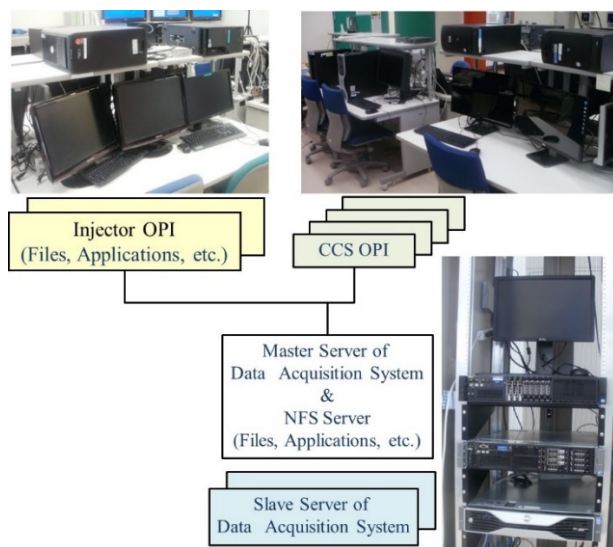 Injector OPI
(Files, Applications, etc.)
CCS OPI
Master Server of
Data Acquisition System
&
NFS Server
(Files, Applications, etc.)
Slave Server of
Data Acquisition System